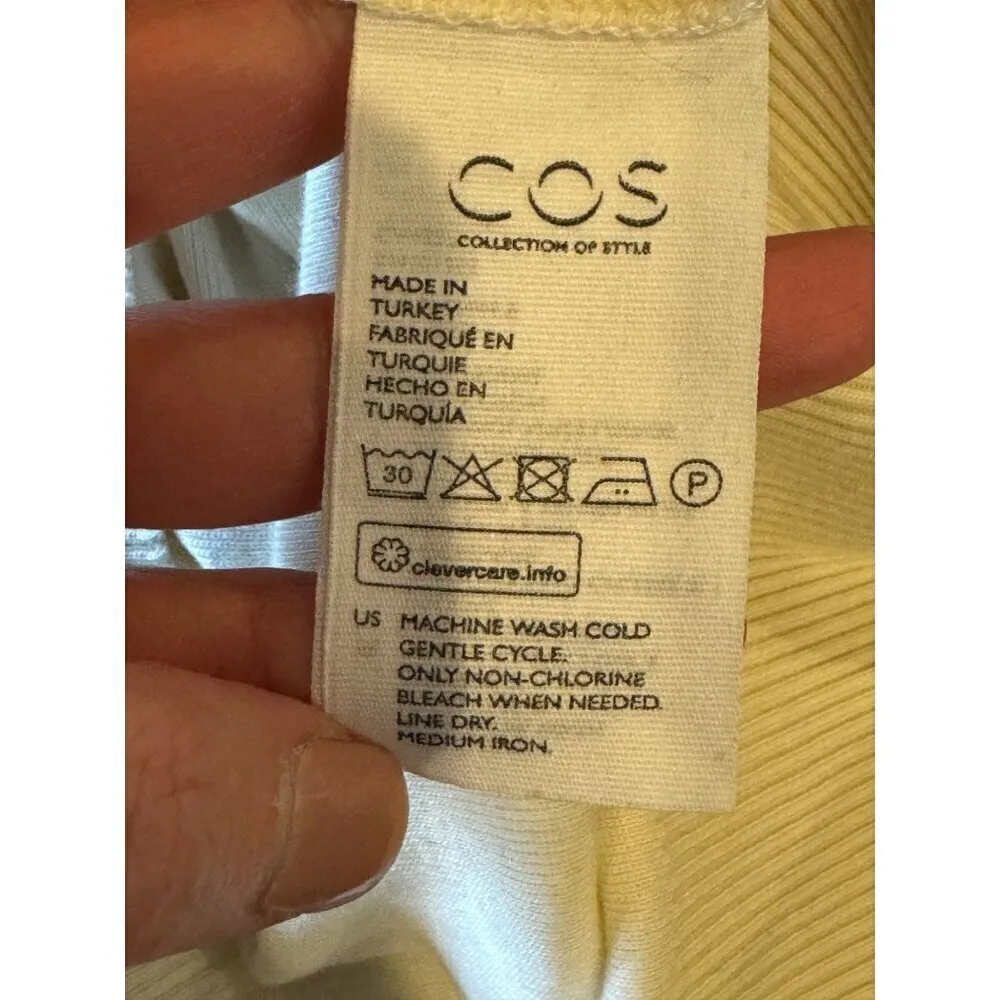 COS
COLLECTION OF STYLE
MADE IN
TURKEY
FABRIQUÉ EN
TURQUIE
HECHO EN
TURQUÍA
30 P
clevercare.info
US MACHINE WASH COLD
GENTLE CYCLE.
ONLY NON-CHLORINE
BLEACH WHEN NEEDED.
LINE DRY.
MEDIUM IRON.